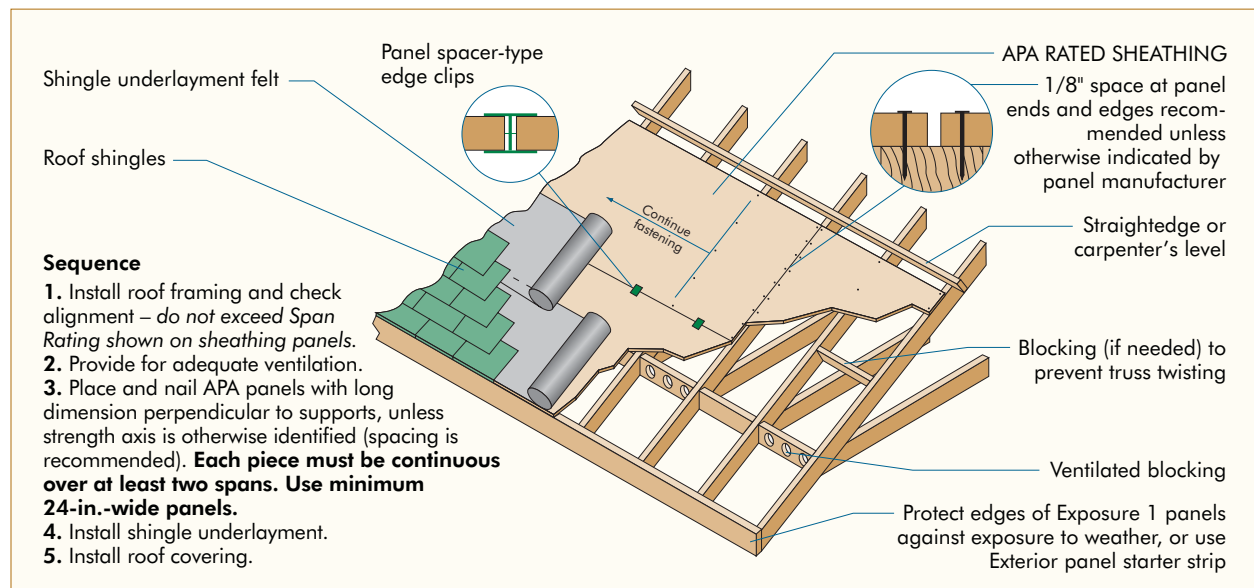 Panel spacer-type
edge clips
Shingle underlayment felt
Roof shingles
APA RATED SHEATHING
1/8" space at panel
ends and edges recom-
mended unless
otherwise indicated by
panel manufacturer
Straightedge or
carpenter’s level
Continue
fastening
Blocking (if needed) to
prevent truss twisting
Ventilated blocking
Protect edges of Exposure 1 panels
against exposure to weather, or use
Exterior panel starter strip
Sequence
1. Install roof framing and check
alignment – do not exceed Span
Rating shown on sheathing panels.
2. Provide for adequate ventilation.
3. Place and nail APA panels with long
dimension perpendicular to supports, unless
strength axis is otherwise identified (spacing is
recommended). Each piece must be continuous
over at least two spans. Use minimum
24-in.-wide panels.
4. Install shingle underlayment.
5. Install roof covering.